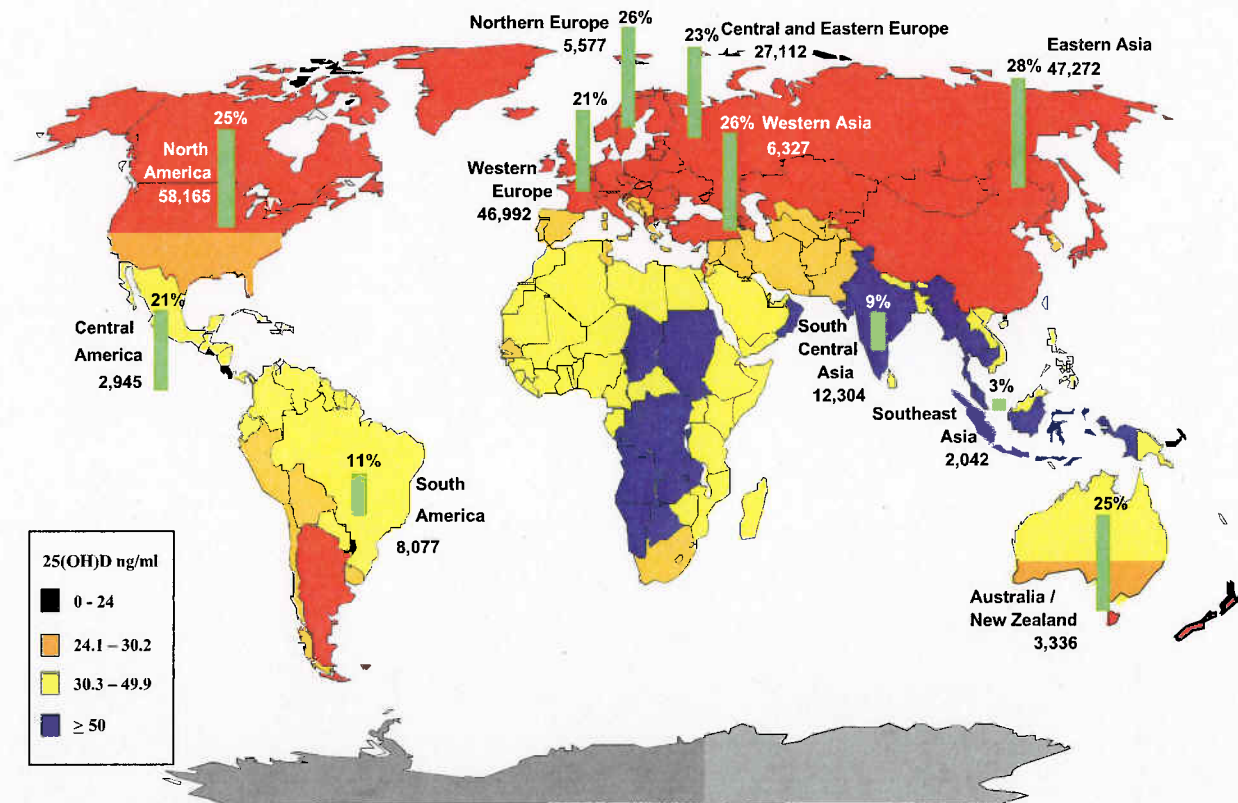 Northern Europe
5,577
26%
23%
Central and Eastern Europe
27,112
Eastern Asia
28% 47,272
25%
North
America
58,165
21%
26% Western Asia
6,327
Western
Europe
46,992
21%
Central
America
2,945
9%
South
Central
Asia
12,304
3%
Southeast
Asia
2,042
11%
South
America
8,077
25%
Australia /
New Zealand
3,336
25(OH)D ng/ml
0 - 24
24.1 – 30.2
30.3 – 49.9
≥ 50